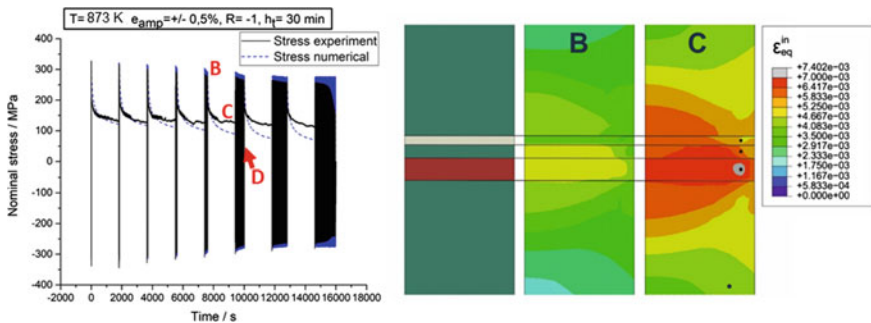 T= 873 K e_amp=+/- 0,5% R= -1, h_t= 30 min
Stress experiment
Stress numerical
B
C
D
400
300
200
100
0
-100
-200
-300
-400
Nominal stress / MPa
-2000 0 2000 4000 6000 8000 10000 12000 14000 16000 18000
Time / s
B
C
ε^in_eq
+7.402e-03
+7.000e-03
+6.417e-03
+5.833e-03
+5.250e-03
+4.667e-03
+4.083e-03
+3.500e-03
+2.917e-03
+2.333e-03
+1.750e-03
+1.167e-03
+5.833e-04
+0.000e+00